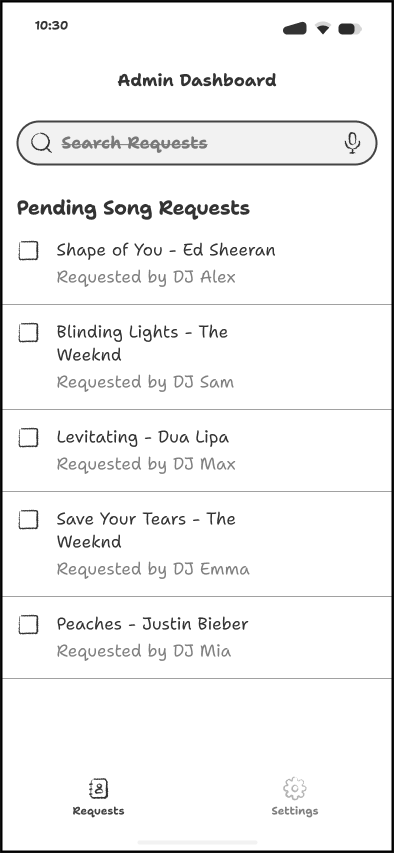 10:30
Admin Dashboard
Search Requests
Pending Song Requests
Shape of You - Ed Sheeran
Requested by DJ Alex
Blinding Lights - The
Weeknd
Requested by DJ Sam
Levitating - Dua Lipa
Requested by DJ Max
Save Your Tears - The
Weeknd
Requested by DJ Emma
Peaches - Justin Bieber
Requested by DJ Mia
Requests
Settings